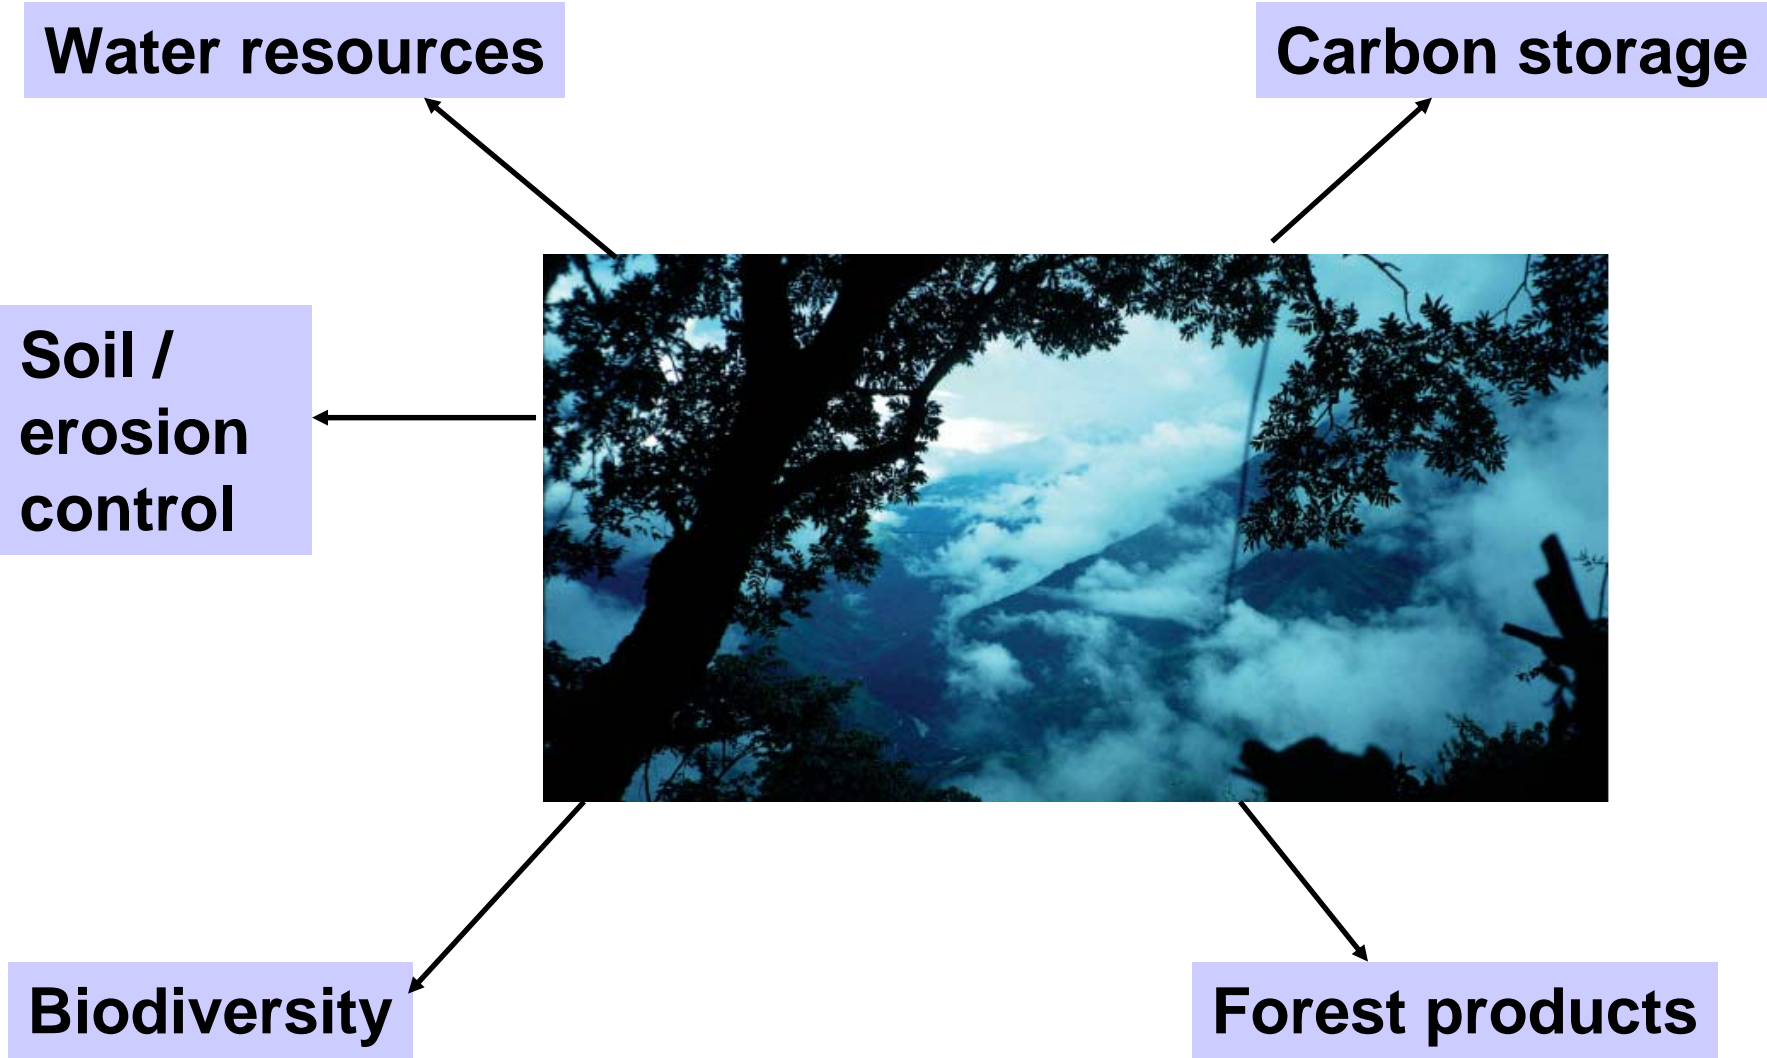 Water resources
Carbon storage
Soil /
erosion
control
Biodiversity
Forest products